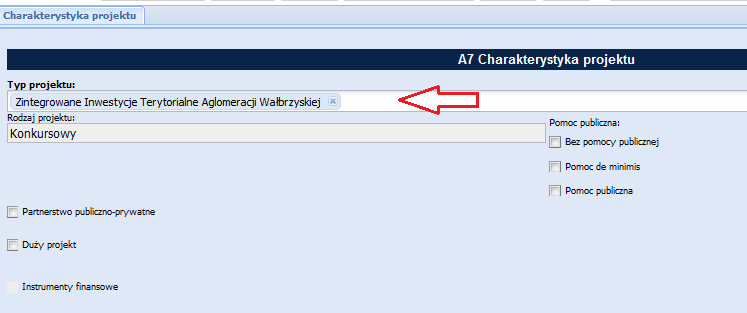 Charakterystyka projektu
A7 Charakterystyka projektu
Typ projektu:
Zintegrowane Inwestycje Terytorialne Aglomeracji Wałbrzyskiej
Rodzaj projektu:
Konkursowy
Pomoc publiczna:
Bez pomocy publicznej
Pomoc de minimis
Pomoc publiczna
Partnerstwo publiczno-prywatne
Duży projekt
Instrumenty finansowe